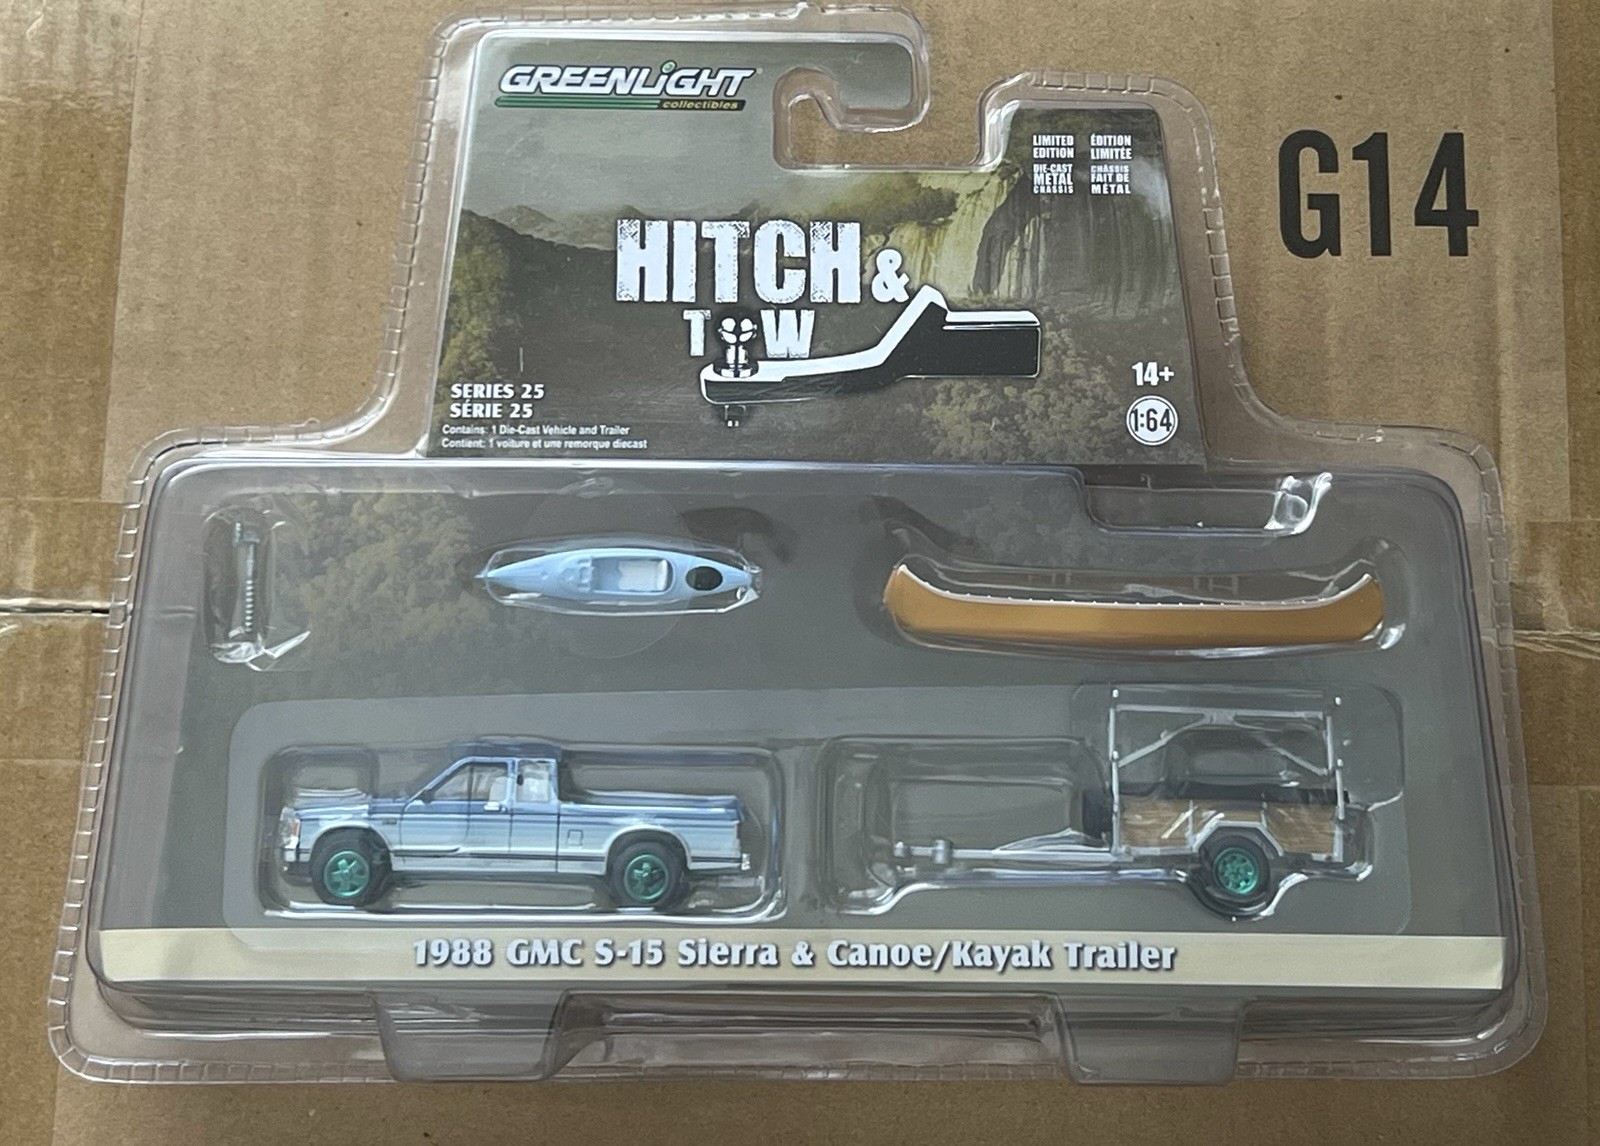 GREENLiGHT
collectibles
LIMITED EDITION
ÉDITION LIMITÉE
DIE-CAST METAL CHASSIS
CHÂSSIS FAIT DE MÉTAL
G14
HITCH &
TOW
SERIES 25
SÉRIE 25
Contains: 1 Die-Cast Vehicle and Trailer
Contient: 1 voiture et une remorque diecast
14+
1:64
1988 GMC S-15 Sierra & Canoe/Kayak Trailer